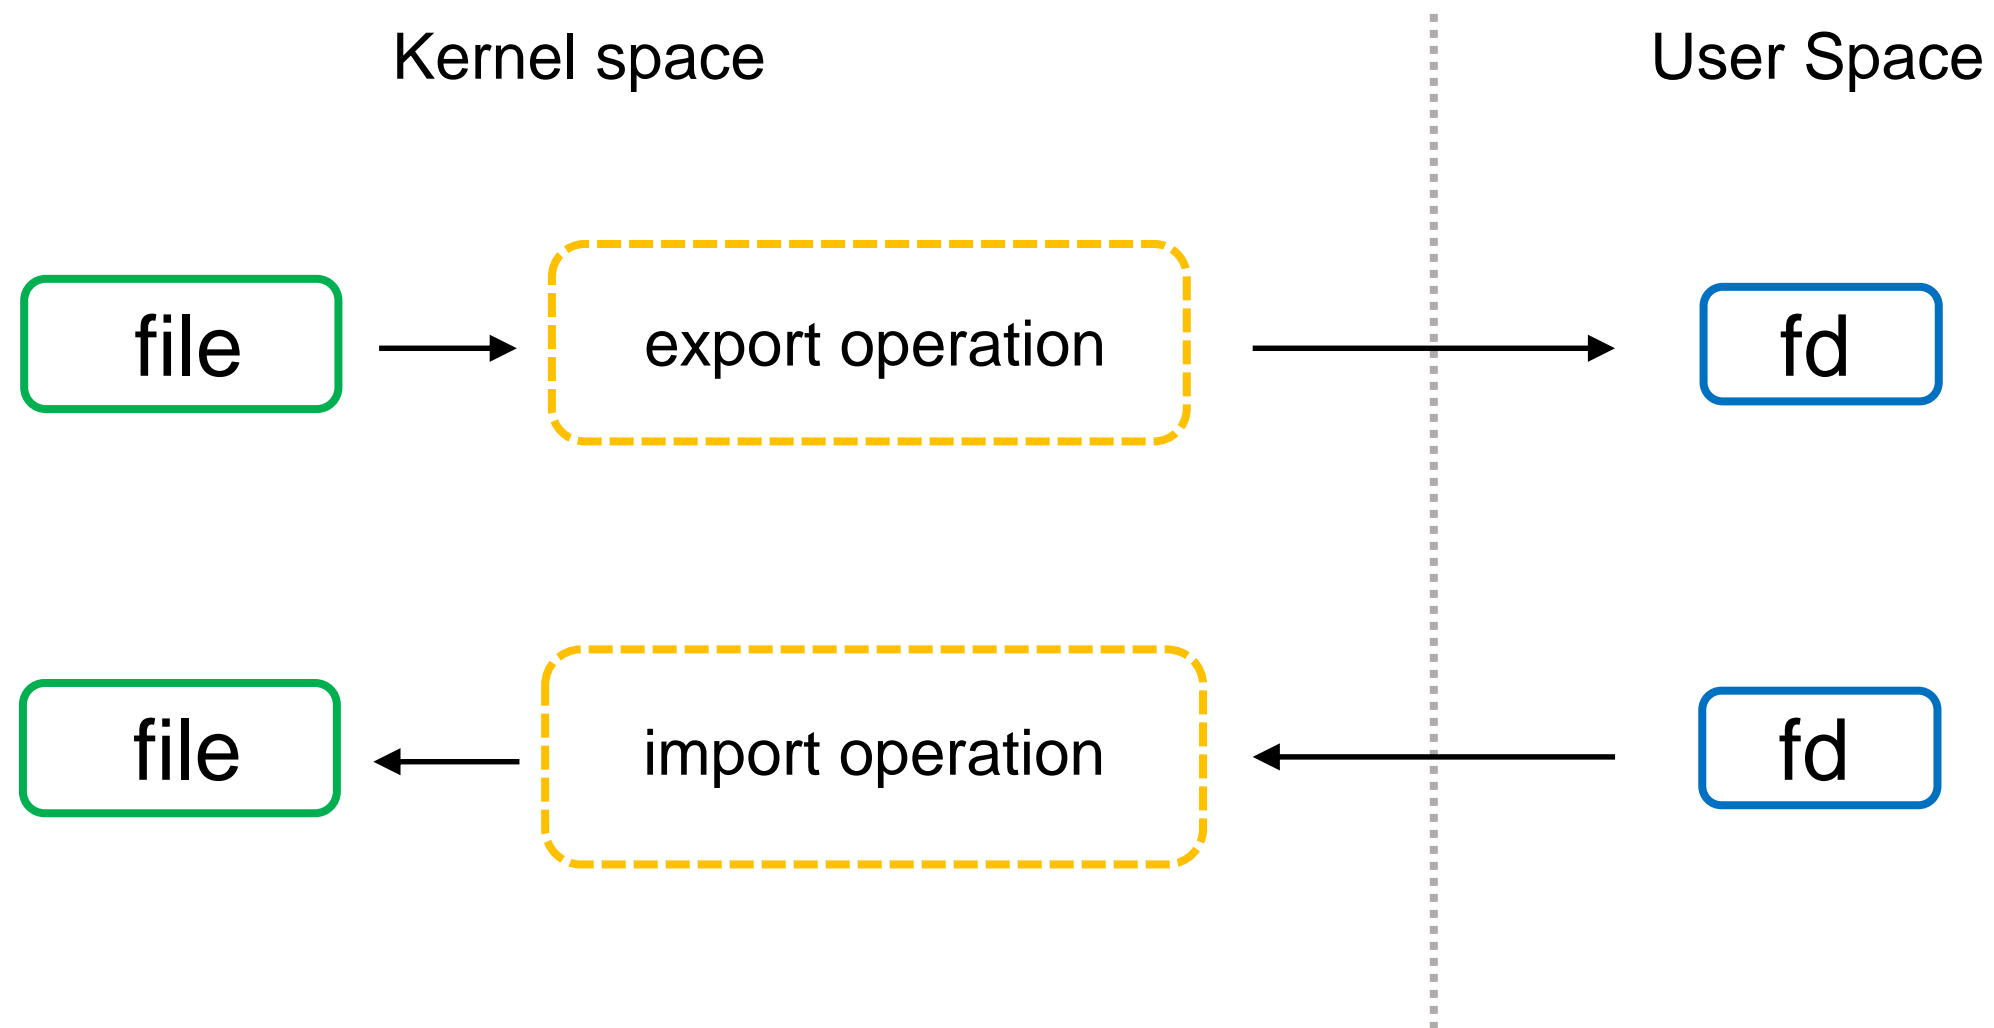 Kernel space
User Space
file
export operation
fd
file
import operation
fd